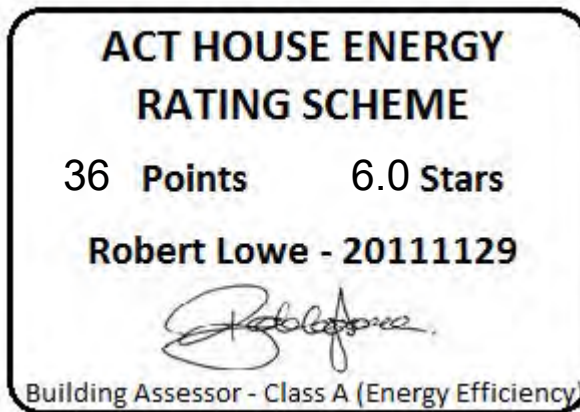 ACT HOUSE ENERGY
RATING SCHEME
36 Points 6.0 Stars
Robert Lowe - 20111129
Building Assessor - Class A (Energy Efficiency)